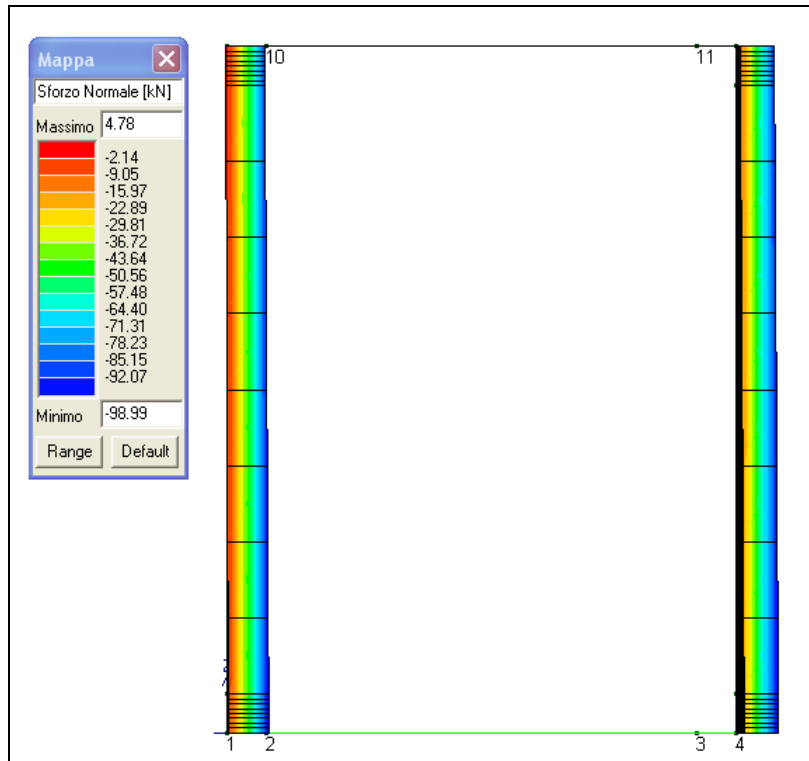 Mappa
Sforzo Normale [kN]
Massimo 4.78
-2.14
-9.05
-15.97
-22.89
-29.81
-36.72
-43.64
-50.56
-57.48
-64.40
-71.31
-78.23
-85.15
-92.07
Minimo -98.99
Range Default
10 11
1 2 3 4